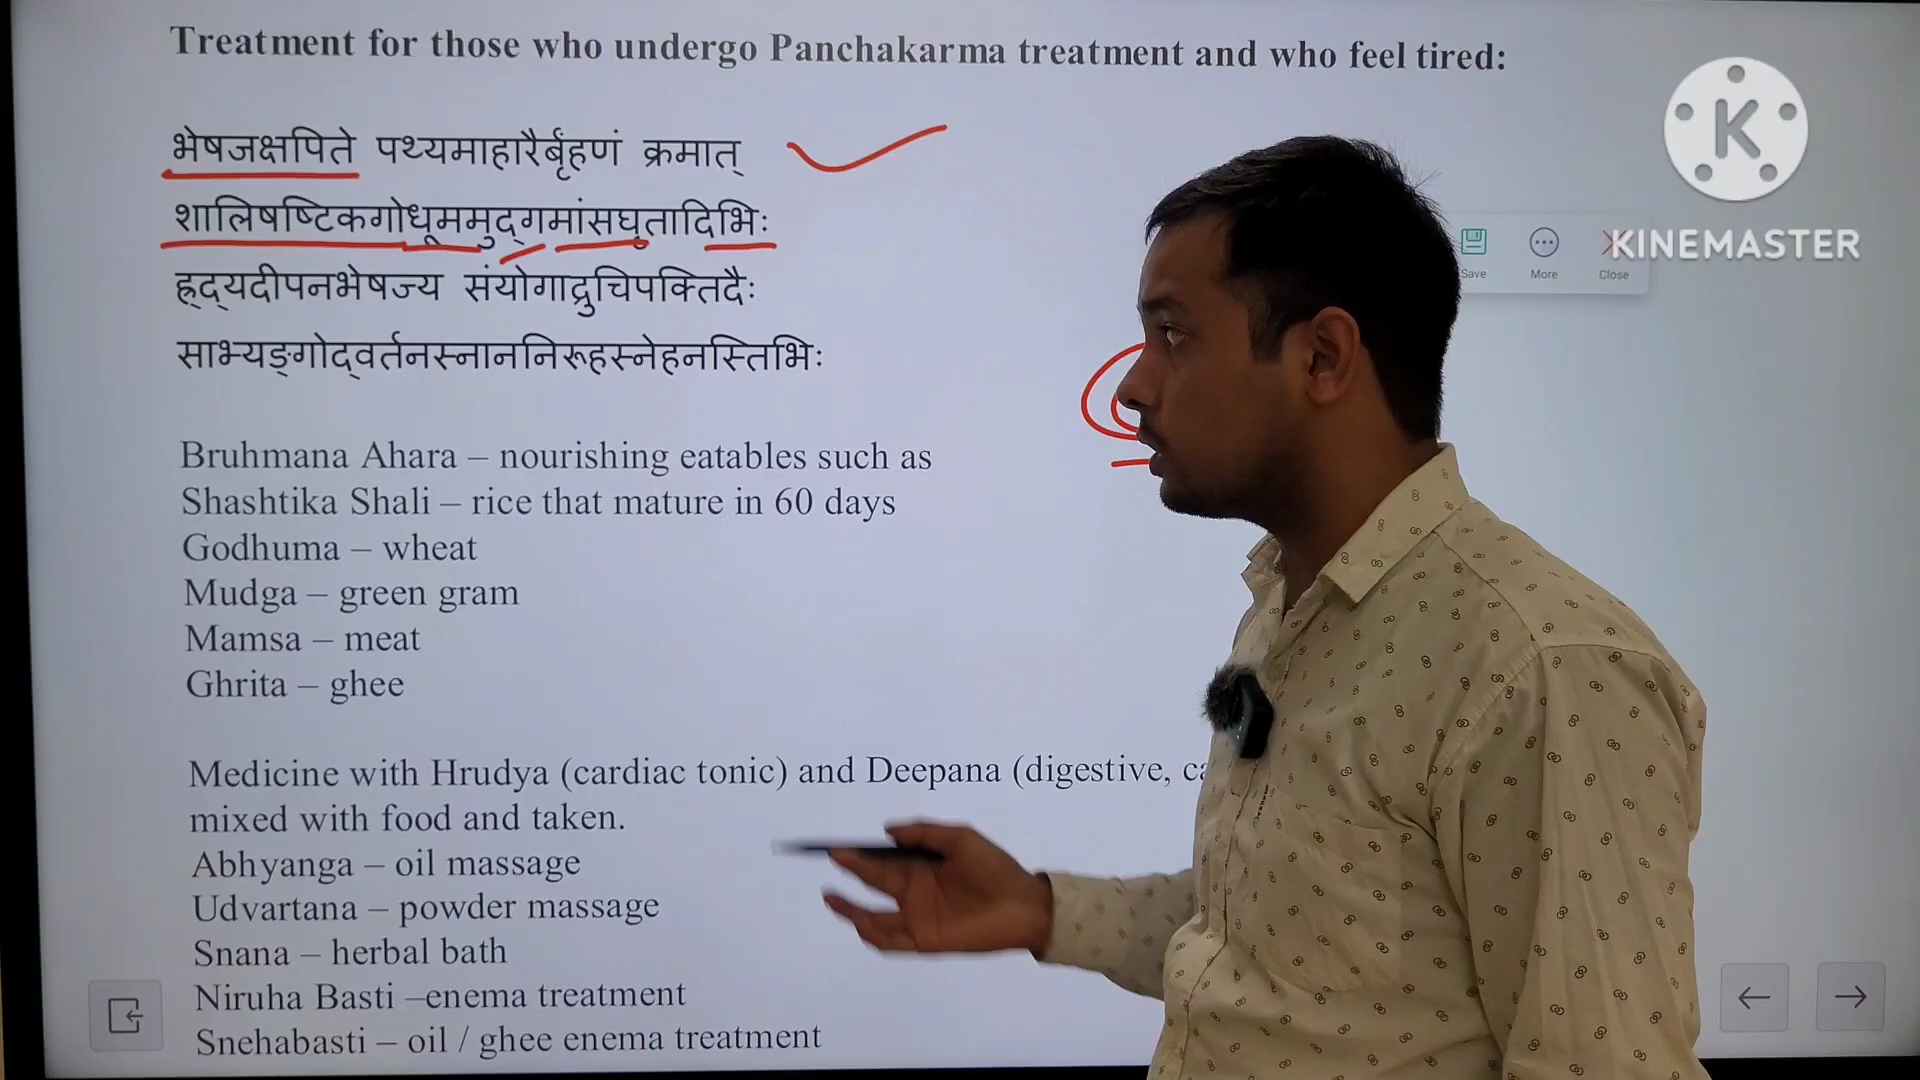 Treatment for those who undergo Panchakarma treatment and who feel tired:
भेषजक्षपिते पथ्यमाहारैर्बृंहणं क्रमात्
शालिषष्टिकगोधूममुद्गमांसघृतादिभिः
ह्रद्यदीपनभेषज्य संयोगाद्रुचिपक्तिदैः
साभ्यङ्गोद्वर्तनस्नाननिरूहस्नेहनस्तिभिः
Bruhmana Ahara – nourishing eatables such as
Shashtika Shali – rice that mature in 60 days
Godhuma – wheat
Mudga – green gram
Mamsa – meat
Ghrita – ghee
Medicine with Hrudya (cardiac tonic) and Deepana (digestive,
mixed with food and taken.
Abhyanga – oil massage
Udvartana – powder massage
Snana – herbal bath
Niruha Basti –enema treatment
Snehabasti – oil / ghee enema treatment
K
KINEMASTER
Save More Close